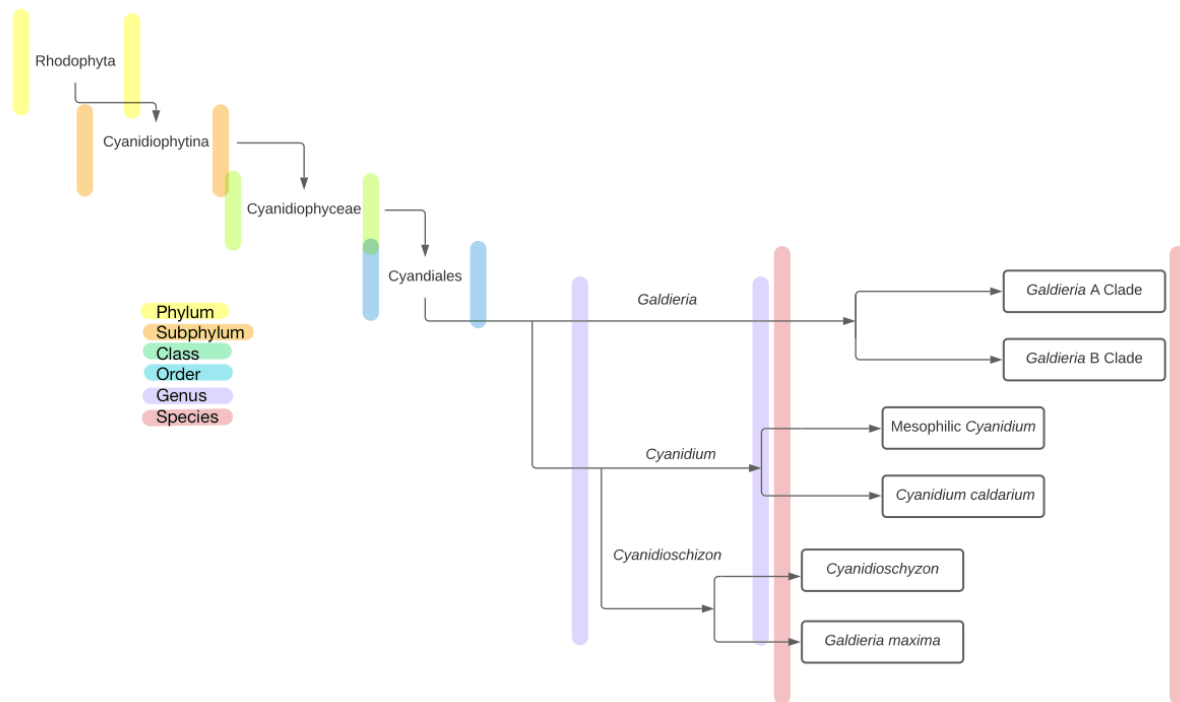 Rhodophyta
Cyanidiophytina
Cyanidiophyceae
Cyandiales
Phylum
Subphylum
Class
Order
Genus
Species
Galdieria
Galdieria A Clade
Galdieria B Clade
Cyanidium
Mesophilic Cyanidium
Cyanidium caldarium
Cyanidioschizon
Cyanidioschyzon
Galdieria maxima